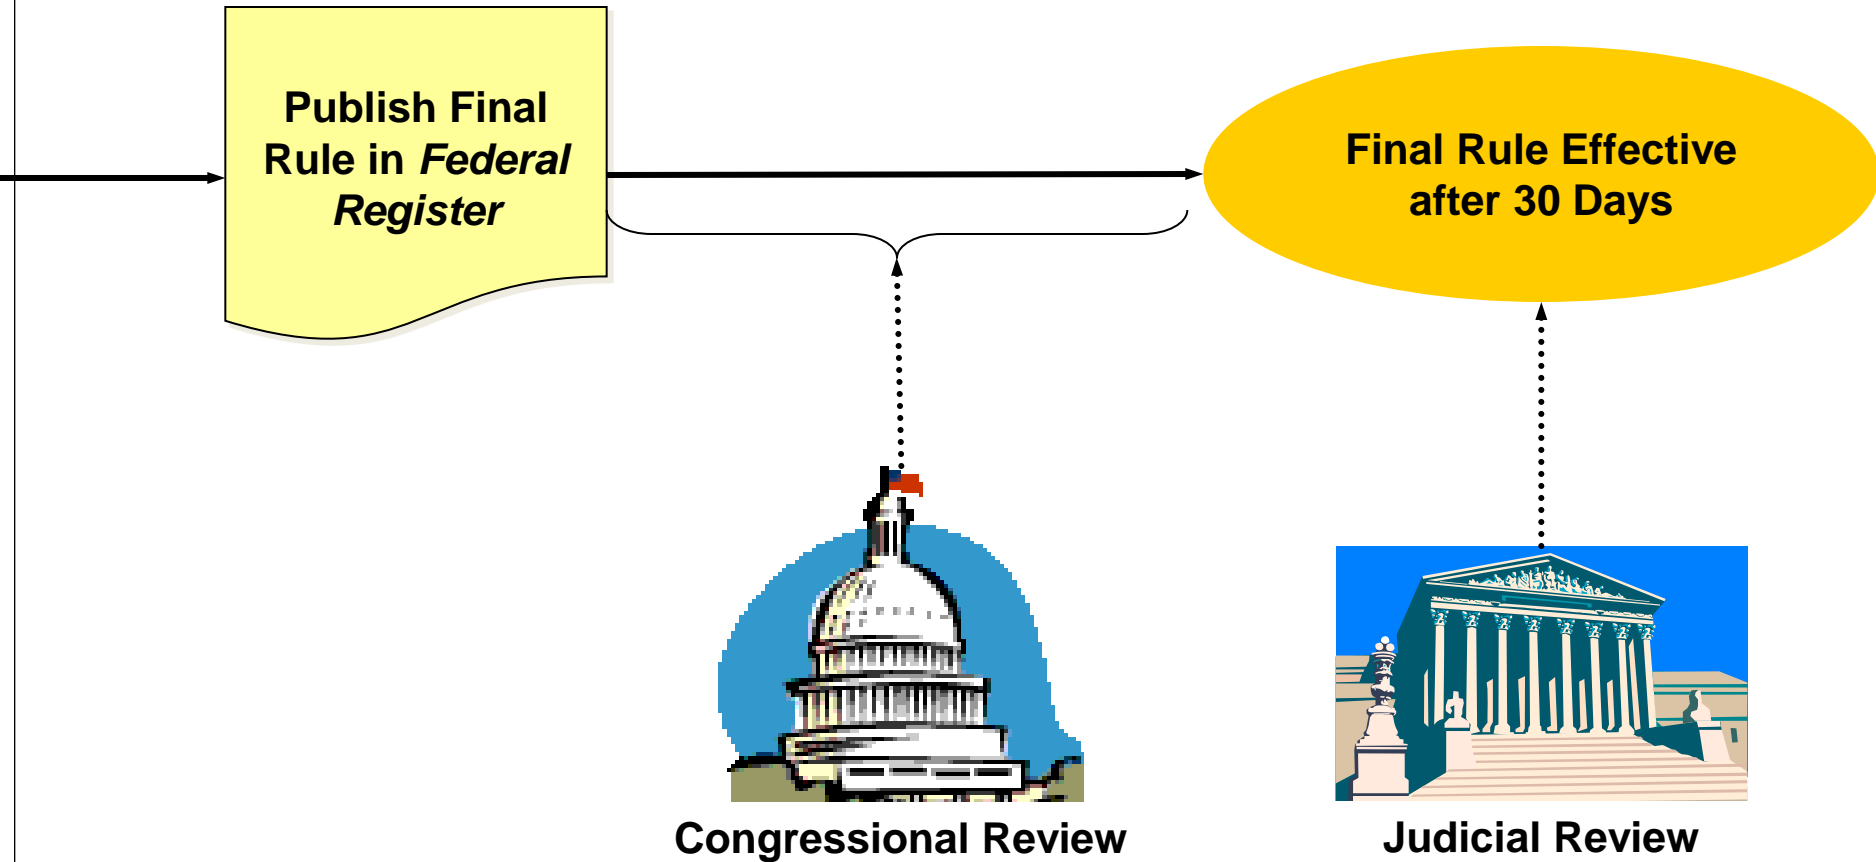 Publish Final
Rule in Federal
Register
Final Rule Effective
after 30 Days
Congressional Review
Judicial Review